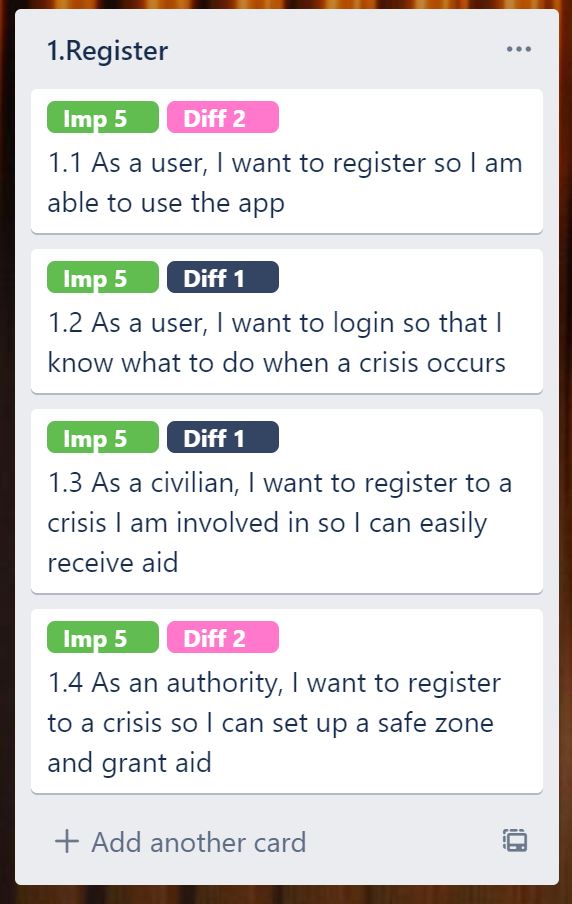 1.Register
Imp 5 Diff 2
1.1 As a user, I want to register so I am
able to use the app
Imp 5 Diff 1
1.2 As a user, I want to login so that I
know what to do when a crisis occurs
Imp 5 Diff 1
1.3 As a civilian, I want to register to a
crisis I am involved in so I can easily
receive aid
Imp 5 Diff 2
1.4 As an authority, I want to register
to a crisis so I can set up a safe zone
and grant aid
Add another card